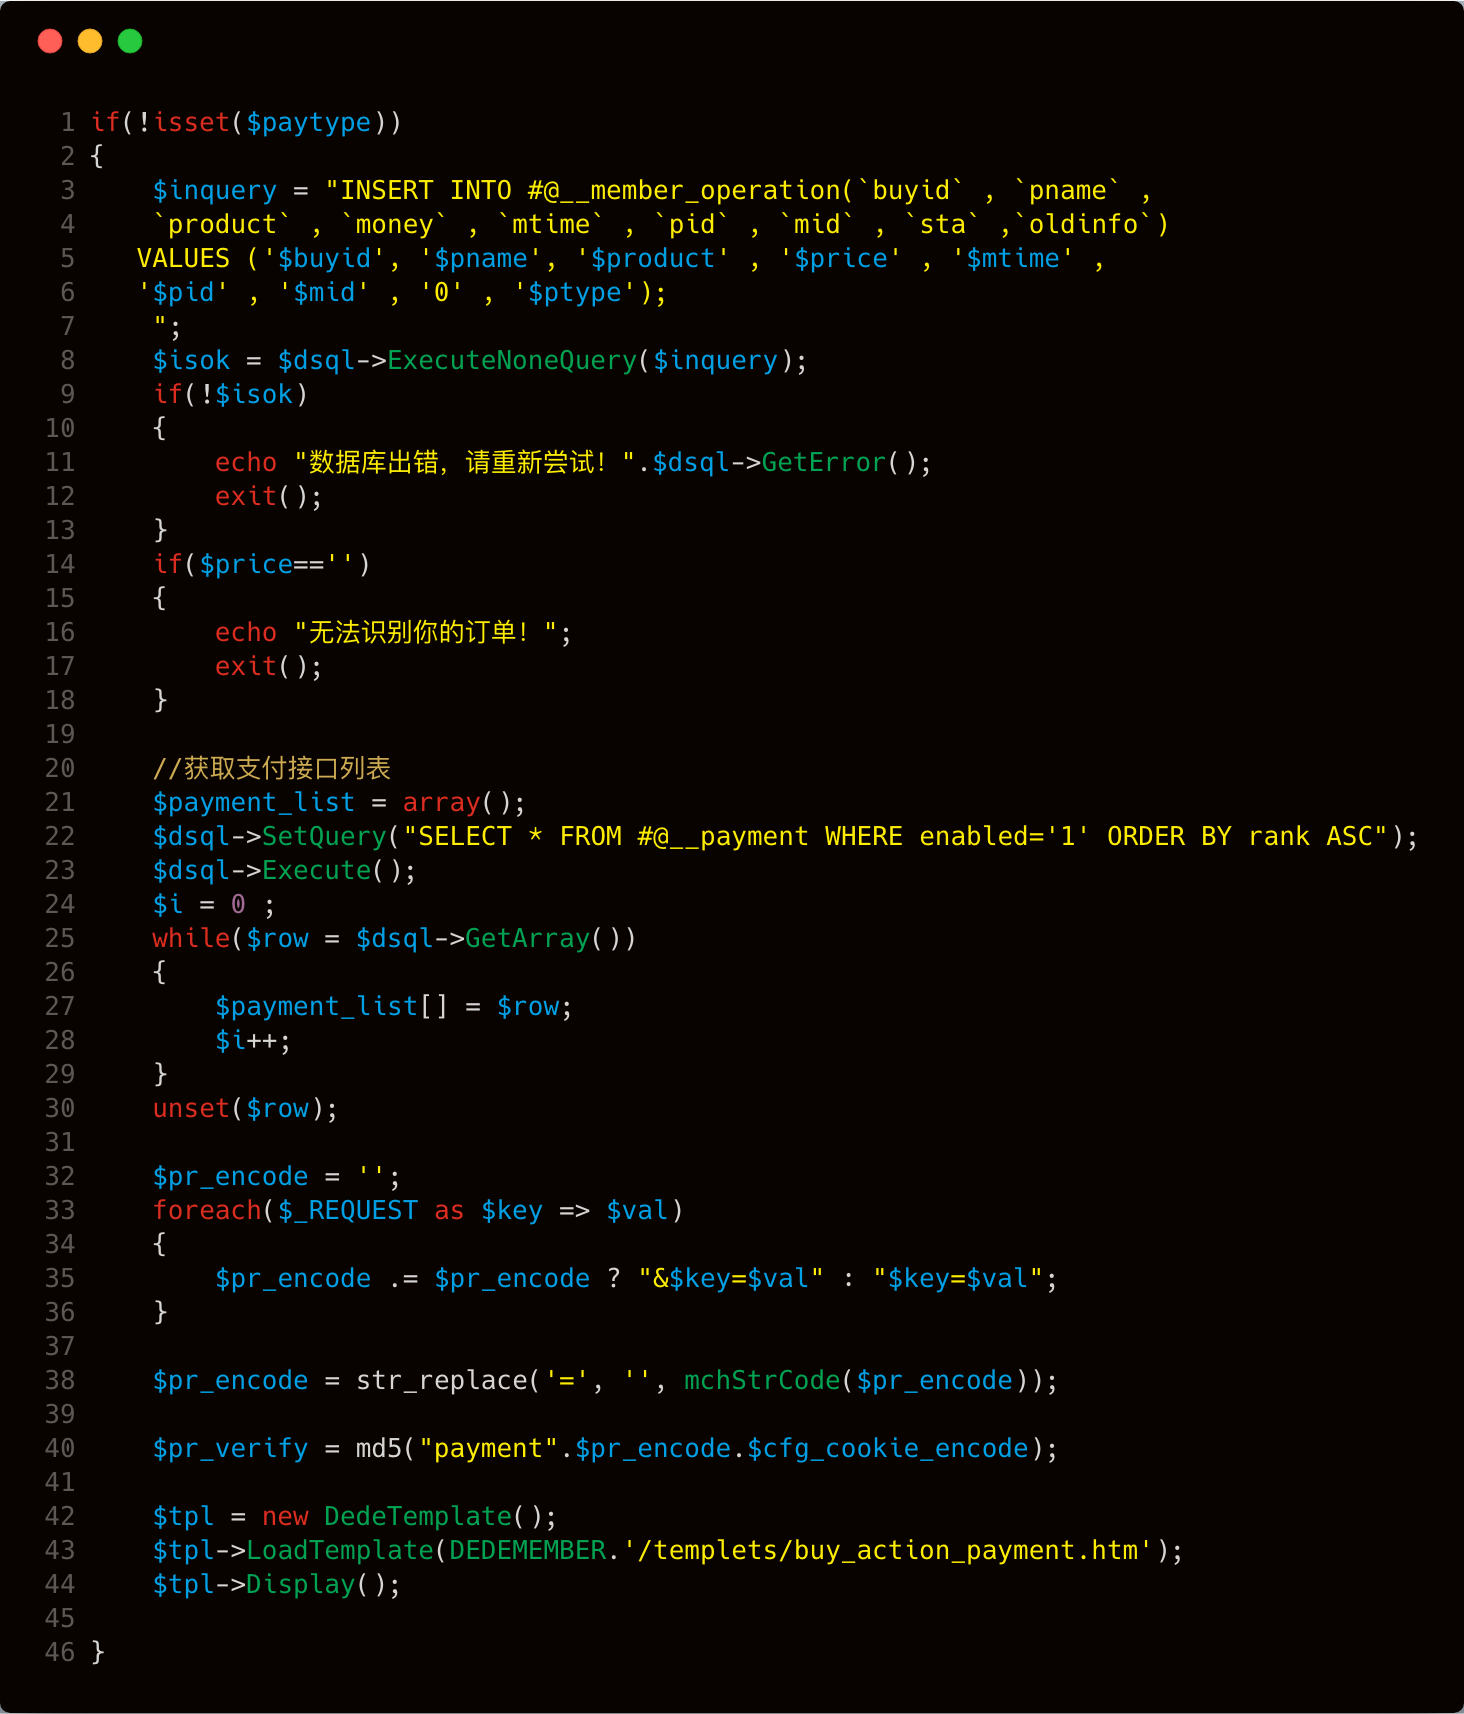 1 if(!isset($paytype))
2 {
3     $inquery = "INSERT INTO #@__member_operation(`buyid` , `pname` ,
4     `product` , `money` , `mtime` , `pid` , `mid` , `sta` ,`oldinfo`)
5    VALUES ('$buyid', '$pname', '$product' , '$price' , '$mtime' ,
6    '$pid' , '$mid' , '0' , '$ptype');
7     ";
8     $isok = $dsql->ExecuteNoneQuery($inquery);
9     if(!$isok)
10     {
11         echo "数据库出错，请重新尝试！".$dsql->GetError();
12         exit();
13     }
14     if($price=='')
15     {
16         echo "无法识别你的订单！";
17         exit();
18     }
19
20     //获取支付接口列表
21     $payment_list = array();
22     $dsql->SetQuery("SELECT * FROM #@__payment WHERE enabled='1' ORDER BY rank ASC");
23     $dsql->Execute();
24     $i = 0 ;
25     while($row = $dsql->GetArray())
26     {
27         $payment_list[] = $row;
28         $i++;
29     }
30     unset($row);
31
32     $pr_encode = '';
33     foreach($_REQUEST as $key => $val)
34     {
35         $pr_encode .= $pr_encode ? "&$key=$val" : "$key=$val";
36     }
37
38     $pr_encode = str_replace('=', '', mchStrCode($pr_encode));
39
40     $pr_verify = md5("payment".$pr_encode.$cfg_cookie_encode);
41
42     $tpl = new DedeTemplate();
43     $tpl->LoadTemplate(DEDEMEMBER.'/templets/buy_action_payment.htm');
44     $tpl->Display();
45
46 }